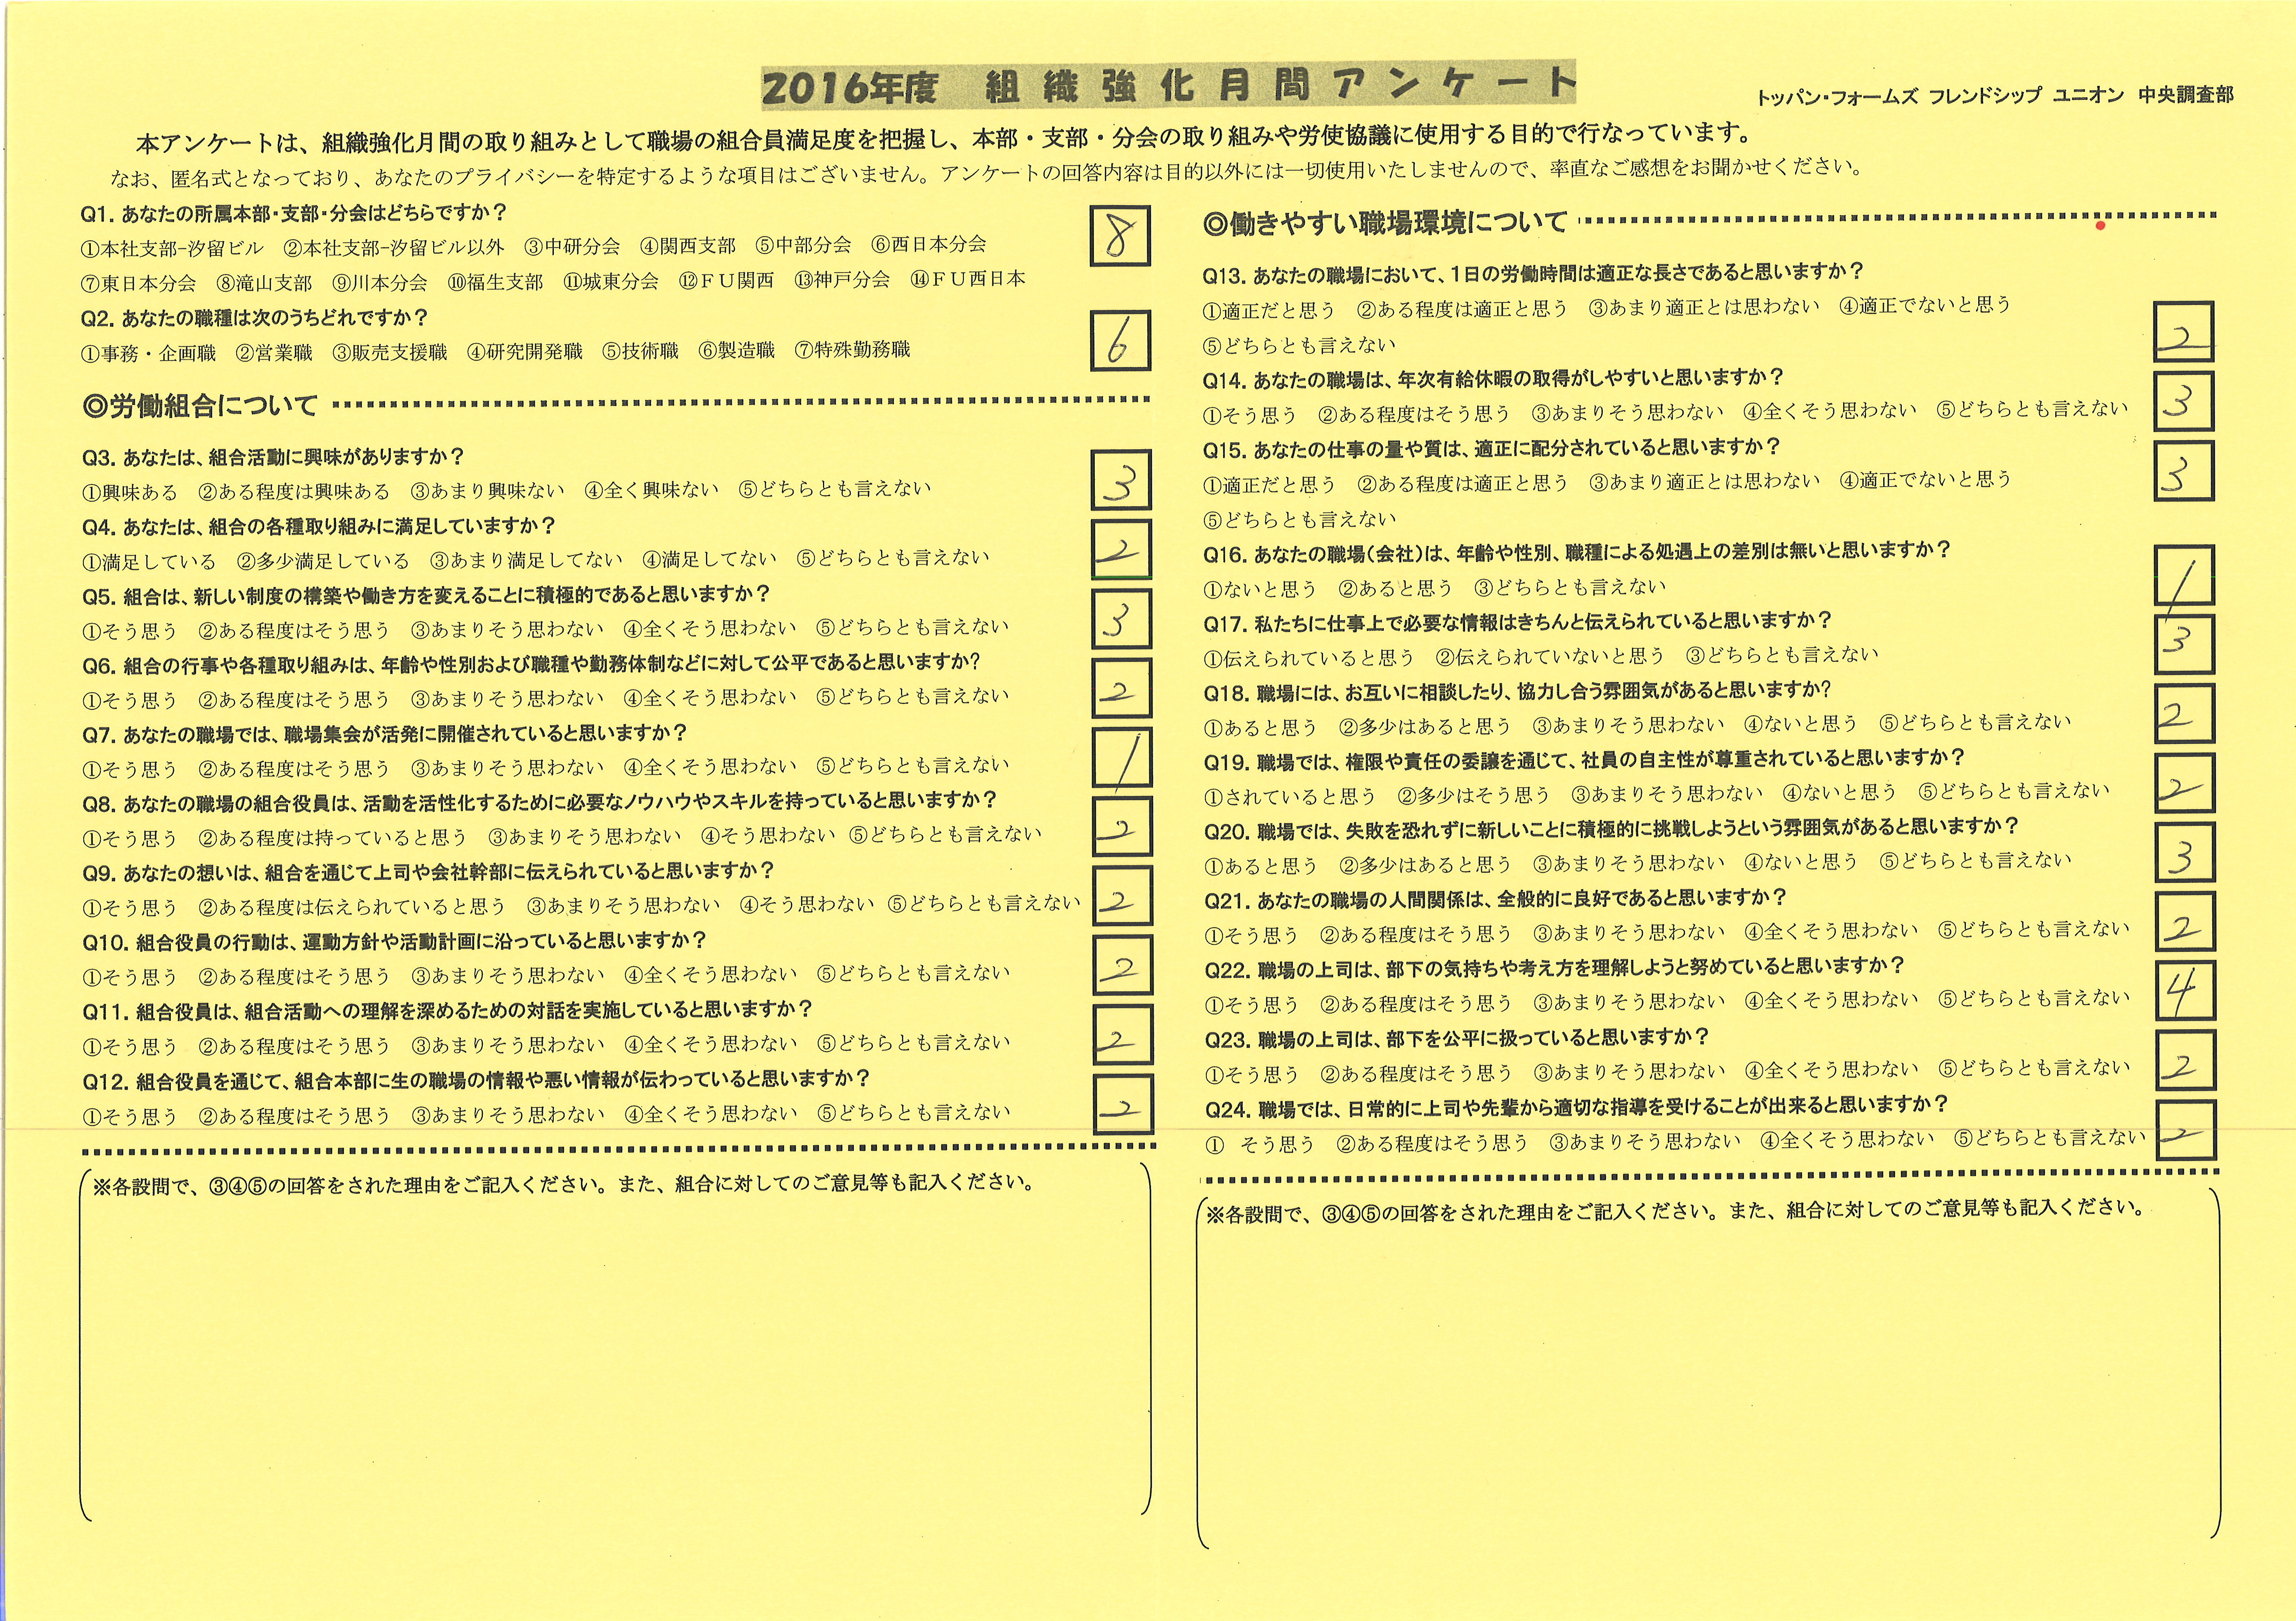 2016年度 組織強化月間アンケート
トッパン・フォームズ フレンドシップ ユニオン 中央調査部
本アンケートは、組織強化月間の取り組みとして職場の組合員満足度を把握し、本部・支部・分会の取り組みや労使協議に使用する目的で行なっています。
なお、匿名式となっており、あなたのプライバシーを特定するような項目はございません。アンケートの回答内容は目的以外には一切使用いたしませんので、率直なご感想をお聞かせください。
Q1. あなたの所属本部・支部・分会はどちらですか？
①本社支部-汐留ビル ②本社支部-汐留ビル以外 ③中研分会 ④関西支部 ⑤中部分会 ⑥西日本分会
8
⑦東日本分会 ⑧滝山支部 ⑨川本分会 ⑩福生支部 ⑪城東分会 ⑫ＦＵ関西 ⑬神戸分会 ⑭ＦＵ西日本
Q2. あなたの職種は次のうちどれですか？
①事務・企画職 ②営業職 ③販売支援職 ④研究開発職 ⑤技術職 ⑥製造職 ⑦特殊勤務職
6
◎労働組合について
Q3. あなたは、組合活動に興味がありますか？
①興味ある ②ある程度は興味ある ③あまり興味ない ④全く興味ない ⑤どちらとも言えない
3
Q4. あなたは、組合の各種取り組みに満足していますか？
①満足している ②多少満足している ③あまり満足してない ④満足してない ⑤どちらとも言えない
2
Q5. 組合は、新しい制度の構築や働き方を変えることに積極的であると思いますか？
①そう思う ②ある程度はそう思う ③あまりそう思わない ④全くそう思わない ⑤どちらとも言えない
3
Q6. 組合の行事や各種取り組みは、年齢や性別および職種や勤務体制などに対して公平であると思いますか?
①そう思う ②ある程度はそう思う ③あまりそう思わない ④全くそう思わない ⑤どちらとも言えない
2
Q7. あなたの職場では、職場集会が活発に開催されていると思いますか？
①そう思う ②ある程度はそう思う ③あまりそう思わない ④全くそう思わない ⑤どちらとも言えない
1
Q8. あなたの職場の組合役員は、活動を活性化するために必要なノウハウやスキルを持っていると思いますか？
①そう思う ②ある程度は持っていると思う ③あまりそう思わない ④そう思わない ⑤どちらとも言えない
2
Q9. あなたの想いは、組合を通じて上司や会社幹部に伝えられていると思いますか？
①そう思う ②ある程度は伝えられていると思う ③あまりそう思わない ④そう思わない ⑤どちらとも言えない
2
Q10. 組合役員の行動は、運動方針や活動計画に沿っていると思いますか？
①そう思う ②ある程度はそう思う ③あまりそう思わない ④全くそう思わない ⑤どちらとも言えない
2
Q11. 組合役員は、組合活動への理解を深めるための対話を実施していると思いますか？
①そう思う ②ある程度はそう思う ③あまりそう思わない ④全くそう思わない ⑤どちらとも言えない
2
Q12. 組合役員を通じて、組合本部に生の職場の情報や悪い情報が伝わっていると思いますか？
①そう思う ②ある程度はそう思う ③あまりそう思わない ④全くそう思わない ⑤どちらとも言えない
2
※各設問で、③④⑤の回答をされた理由をご記入ください。また、組合に対してのご意見等も記入ください。
◎働きやすい職場環境について
Q13. あなたの職場において、1日の労働時間は適正な長さであると思いますか？
①適正だと思う ②ある程度は適正と思う ③あまり適正とは思わない ④適正でないと思う
⑤どちらとも言えない
2
Q14. あなたの職場は、年次有給休暇の取得がしやすいと思いますか？
①そう思う ②ある程度はそう思う ③あまりそう思わない ④全くそう思わない ⑤どちらとも言えない
3
Q15. あなたの仕事の量や質は、適正に配分されていると思いますか？
①適正だと思う ②ある程度は適正と思う ③あまり適正とは思わない ④適正でないと思う
3
⑤どちらとも言えない
Q16. あなたの職場（会社）は、年齢や性別、職種による処遇上の差別は無いと思いますか？
①ないと思う ②あると思う ③どちらとも言えない
1
Q17. 私たちに仕事上で必要な情報はきちんと伝えられていると思いますか？
①伝えられていると思う ②伝えられていないと思う ③どちらとも言えない
3
Q18. 職場には、お互いに相談したり、協力し合う雰囲気があると思いますか?
①あると思う ②多少はあると思う ③あまりそう思わない ④ないと思う ⑤どちらとも言えない
2
Q19. 職場では、権限や責任の委譲を通じて、社員の自主性が尊重されていると思いますか？
①されていると思う ②多少はそう思う ③あまりそう思わない ④ないと思う ⑤どちらとも言えない
2
Q20. 職場では、失敗を恐れずに新しいことに積極的に挑戦しようという雰囲気があると思いますか？
①あると思う ②多少はあると思う ③あまりそう思わない ④ないと思う ⑤どちらとも言えない
3
Q21. あなたの職場の人間関係は、全般的に良好であると思いますか？
①そう思う ②ある程度はそう思う ③あまりそう思わない ④全くそう思わない ⑤どちらとも言えない
2
Q22. 職場の上司は、部下の気持ちや考え方を理解しようと努めていると思いますか？
①そう思う ②ある程度はそう思う ③あまりそう思わない ④全くそう思わない ⑤どちらとも言えない
4
Q23. 職場の上司は、部下を公平に扱っていると思いますか？
①そう思う ②ある程度はそう思う ③あまりそう思わない ④全くそう思わない ⑤どちらとも言えない
2
Q24. 職場では、日常的に上司や先輩から適切な指導を受けることが出来ると思いますか？
① そう思う ②ある程度はそう思う ③あまりそう思わない ④全くそう思わない ⑤どちらとも言えない
2
※各設問で、③④⑤の回答をされた理由をご記入ください。また、組合に対してのご意見等も記入ください。